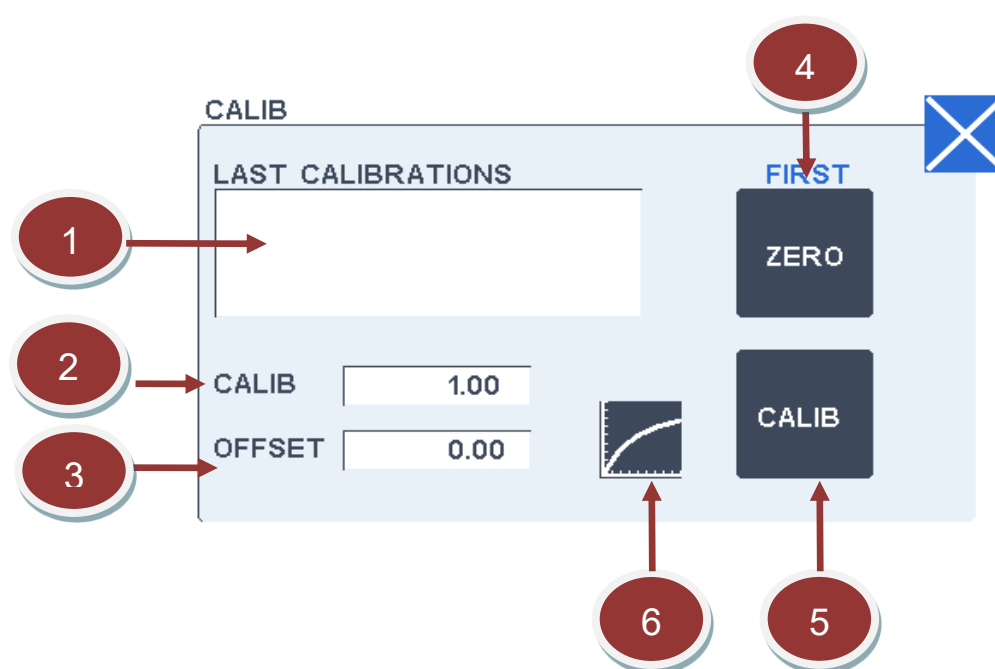 4
CALIB
LAST CALIBRATIONS
FIRST
1
ZERO
2
CALIB
1.00
CALIB
3
OFFSET
0.00
6
5